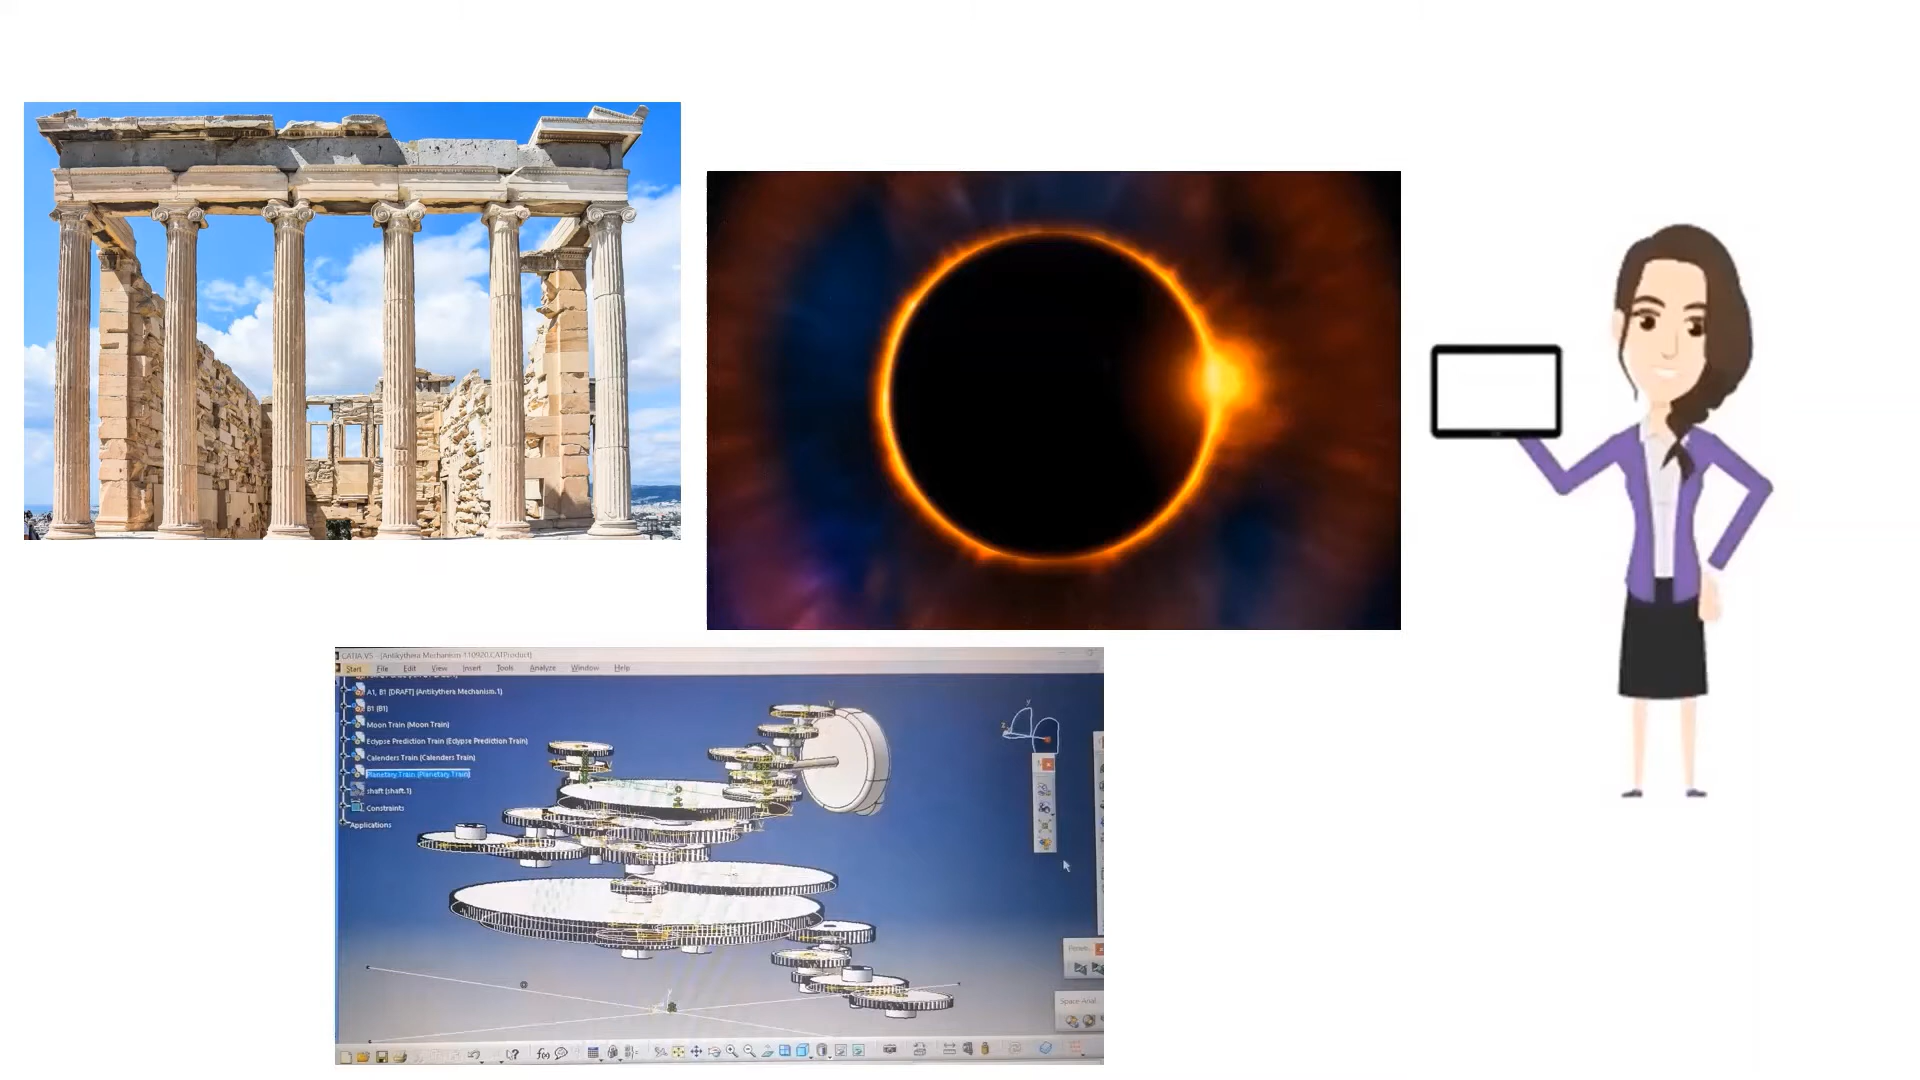 CATIA V5 - [Antikythera Mechanism 110920.CATProduct]
Start File Edit View Insert Tools Analyze Window Help
A1, B1 [DRAFT] (Antikythera Mechanism.1)
B1 (B1)
Moon Train (Moon Train)
Eclypse Prediction Train (Eclypse Prediction Train)
Calenders Train (Calenders Train)
Planetary Train (Planetary Train)
shaft (shaft.1)
Constraints
Applications
Space Anal